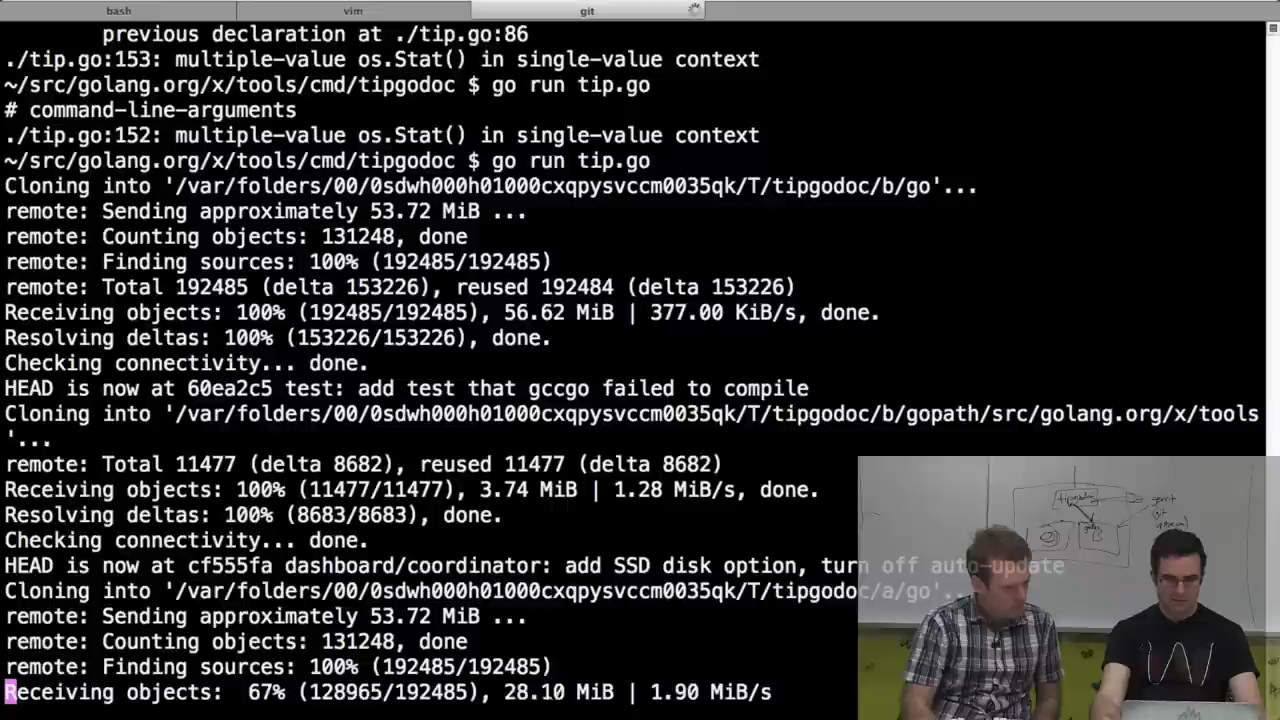 bash
vim
git
previous declaration at ./tip.go:86
./tip.go:153: multiple-value os.Stat() in single-value context
~/src/golang.org/x/tools/cmd/tipgodoc $ go run tip.go
# command-line-arguments
./tip.go:152: multiple-value os.Stat() in single-value context
~/src/golang.org/x/tools/cmd/tipgodoc $ go run tip.go
Cloning into '/var/folders/00/0sdwh000h01000cxqpysvccm0035qk/T/tipgodoc/b/go'...
remote: Sending approximately 53.72 MiB ...
remote: Counting objects: 131248, done
remote: Finding sources: 100% (192485/192485)
remote: Total 192485 (delta 153226), reused 192484 (delta 153226)
Receiving objects: 100% (192485/192485), 56.62 MiB | 377.00 KiB/s, done.
Resolving deltas: 100% (153226/153226), done.
Checking connectivity... done.
HEAD is now at 60ea2c5 test: add test that gccgo failed to compile
Cloning into '/var/folders/00/0sdwh000h01000cxqpysvccm0035qk/T/tipgodoc/b/gopath/src/golang.org/x/tools
'...
remote: Total 11477 (delta 8682), reused 11477 (delta 8682)
Receiving objects: 100% (11477/11477), 3.74 MiB | 1.28 MiB/s, done.
Resolving deltas: 100% (8683/8683), done.
Checking connectivity... done.
HEAD is now at cf555fa dashboard/coordinator: add SSD disk option, turn off auto-update
Cloning into '/var/folders/00/0sdwh000h01000cxqpysvccm0035qk/T/tipgodoc/a/go'...
remote: Sending approximately 53.72 MiB ...
remote: Counting objects: 131248, done
remote: Finding sources: 100% (192485/192485)
Receiving objects: 67% (128965/192485), 28.10 MiB | 1.90 MiB/s
tipgodoc